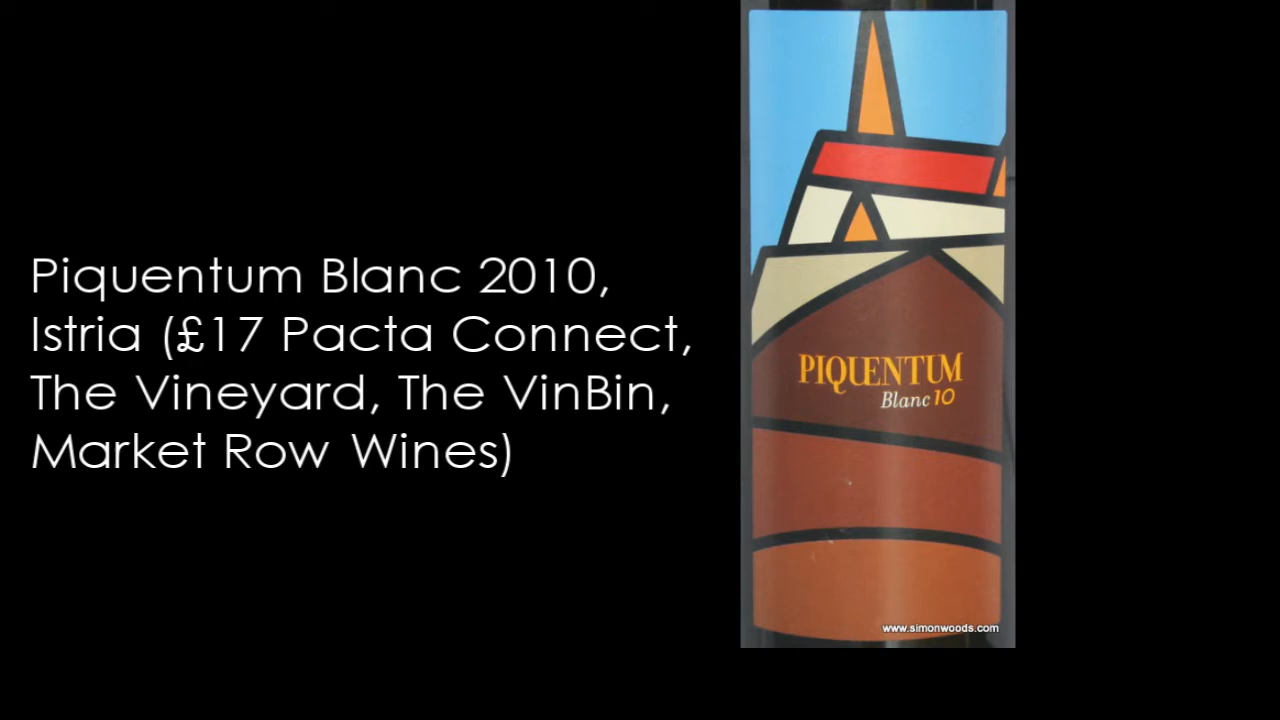 Piquentum Blanc 2010,
Istria (£17 Pacta Connect,
The Vineyard, The VinBin,
Market Row Wines)
PIQUENTUM
Blanc 10
www.simonwoods.com